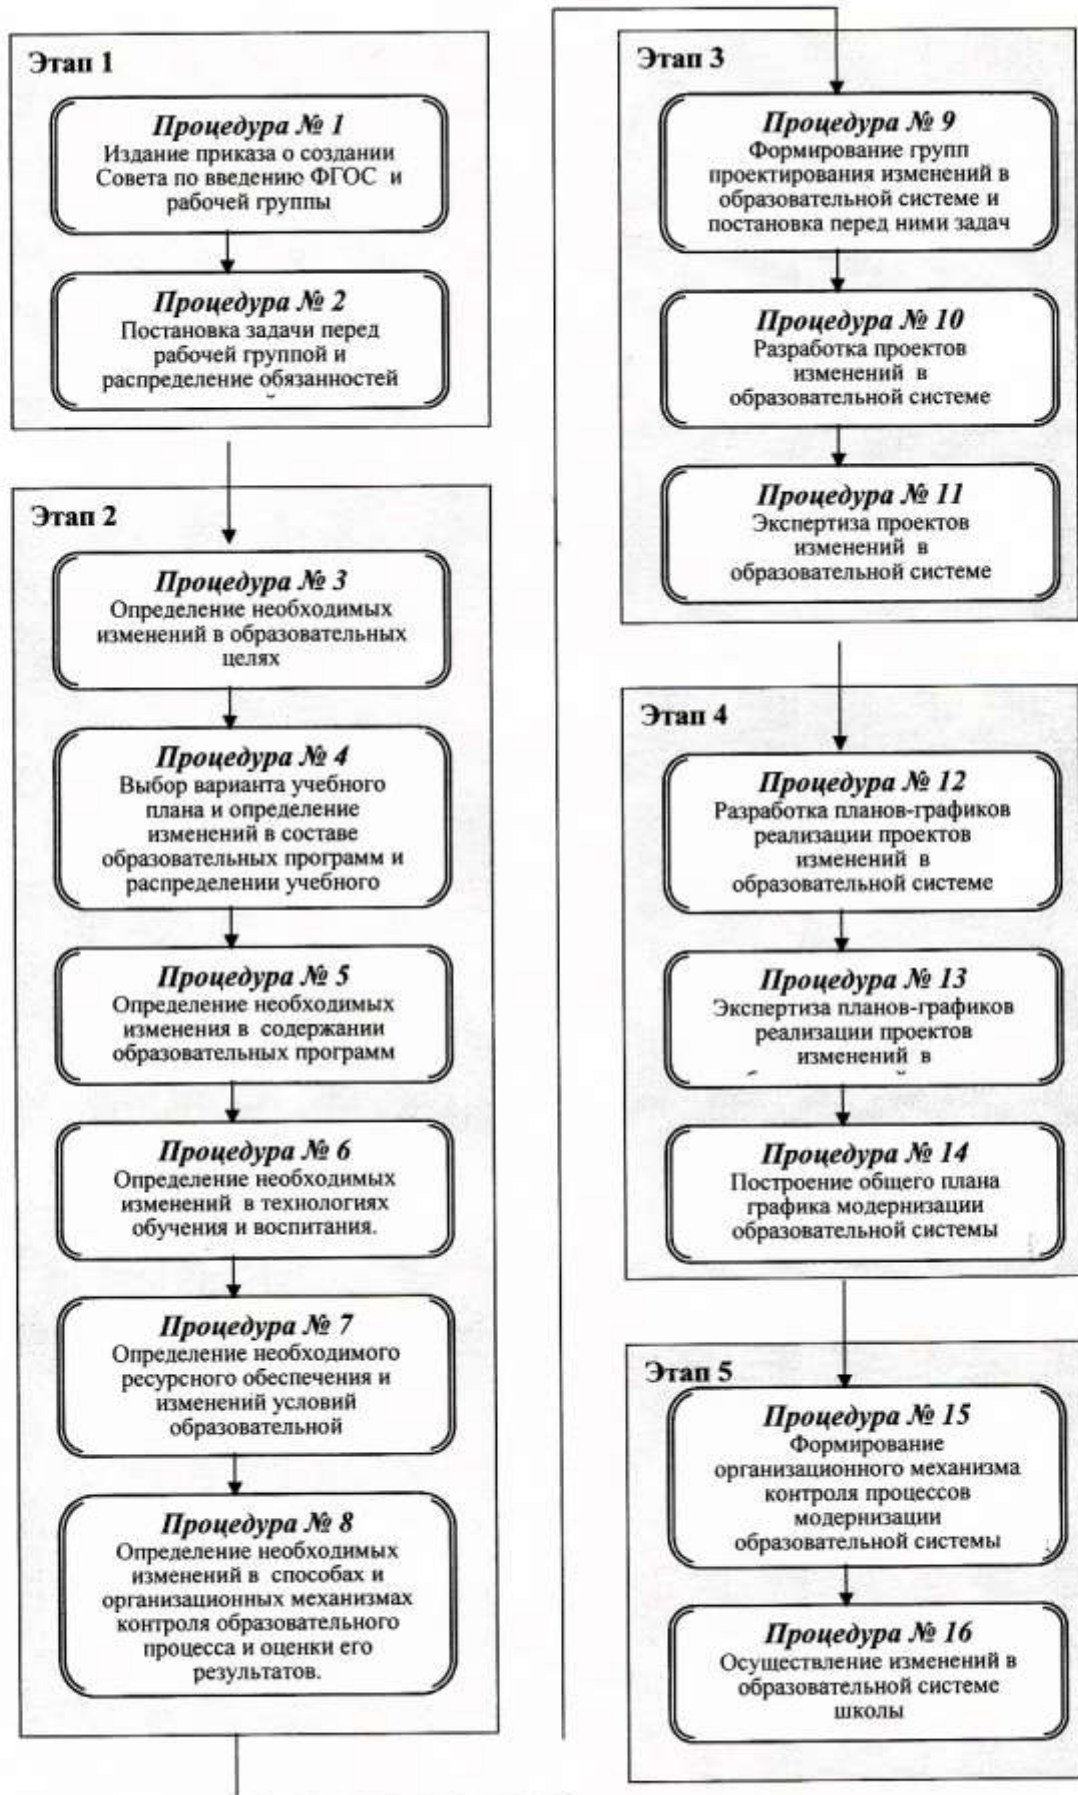 Этап 1
Процедура № 1
Издание приказа о создании
Совета по введению ФГОС и
рабочей группы
Процедура № 2
Постановка задачи перед
рабочей группой и
распределение обязанностей
Этап 2
Процедура № 3
Определение необходимых
изменений в образовательных
целях
Процедура № 4
Выбор варианта учебного
плана и определение
изменений в составе
образовательных программ и
распределении учебного
Процедура № 5
Определение необходимых
изменения в содержании
образовательных программ
Процедура № 6
Определение необходимых
изменений в технологиях
обучения и воспитания.
Процедура № 7
Определение необходимого
ресурсного обеспечения и
изменений условий
образовательной
Процедура № 8
Определение необходимых
изменений в способах и
организационных механизмах
контроля образовательного
процесса и оценки его
результатов.
Этап 3
Процедура № 9
Формирование групп
проектирования изменений в
образовательной системе и
постановка перед ними задач
Процедура № 10
Разработка проектов
изменений в
образовательной системе
Процедура № 11
Экспертиза проектов
изменений в
образовательной системе
Этап 4
Процедура № 12
Разработка планов-графиков
реализации проектов
изменений в
образовательной системе
Процедура № 13
Экспертиза планов-графиков
реализации проектов
изменений в
Процедура № 14
Построение общего плана
графика модернизации
образовательной системы
Этап 5
Процедура № 15
Формирование
организационного механизма
контроля процессов
модернизации
образовательной системы
Процедура № 16
Осуществление изменений в
образовательной системе
школы